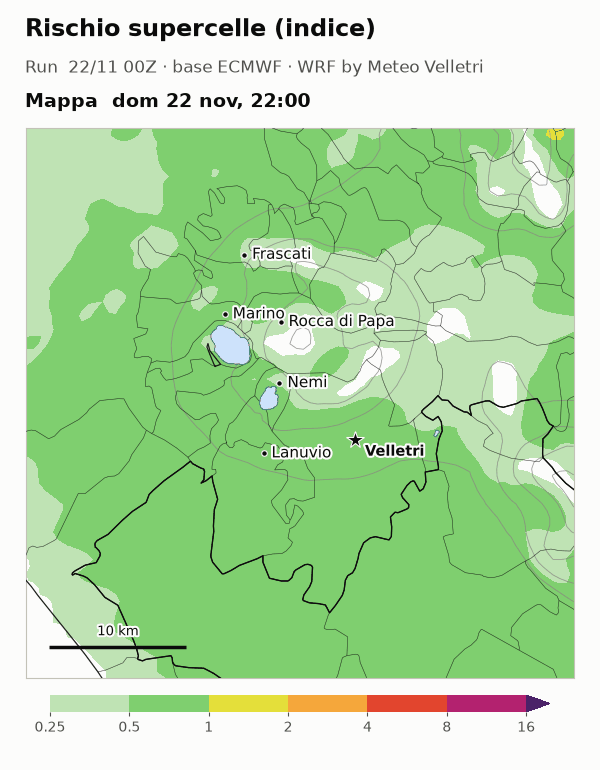 Rischio supercelle (indice)
Run  22/11 00Z · base ECMWF · WRF by Meteo Velletri
Mappa  dom 22 nov, 22:00
Frascati
Marino
Rocca di Papa
Nemi
Velletri
Lanuvio
10 km
0.25 0.5 1 2 4 8 16